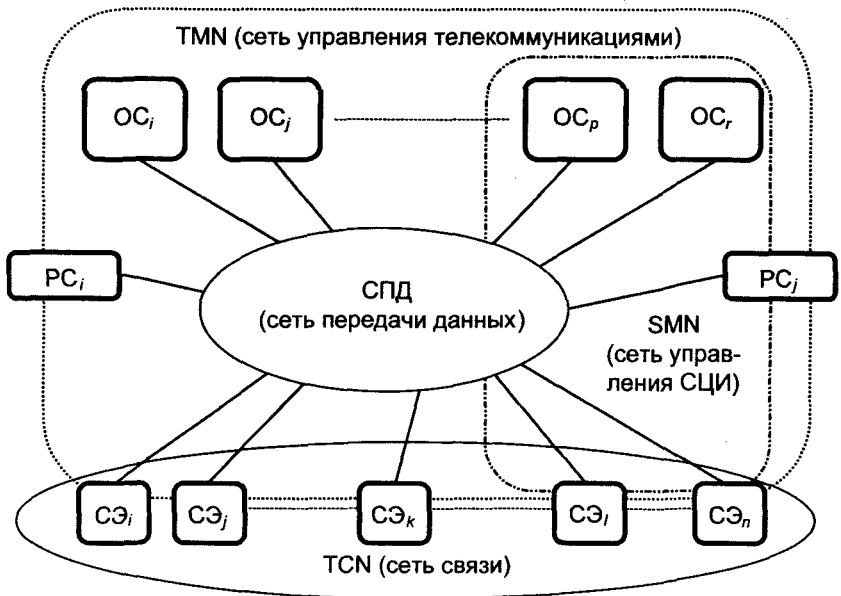 TMN (сеть управления телекоммуникациями)
ОСi
ОСj
ОСp
ОСr
РСi
СПД
(сеть передачи данных)
РСj
SMN
(сеть управ-
ления СЦИ)
СЭi
СЭj
СЭk
СЭl
СЭn
TCN (сеть связи)